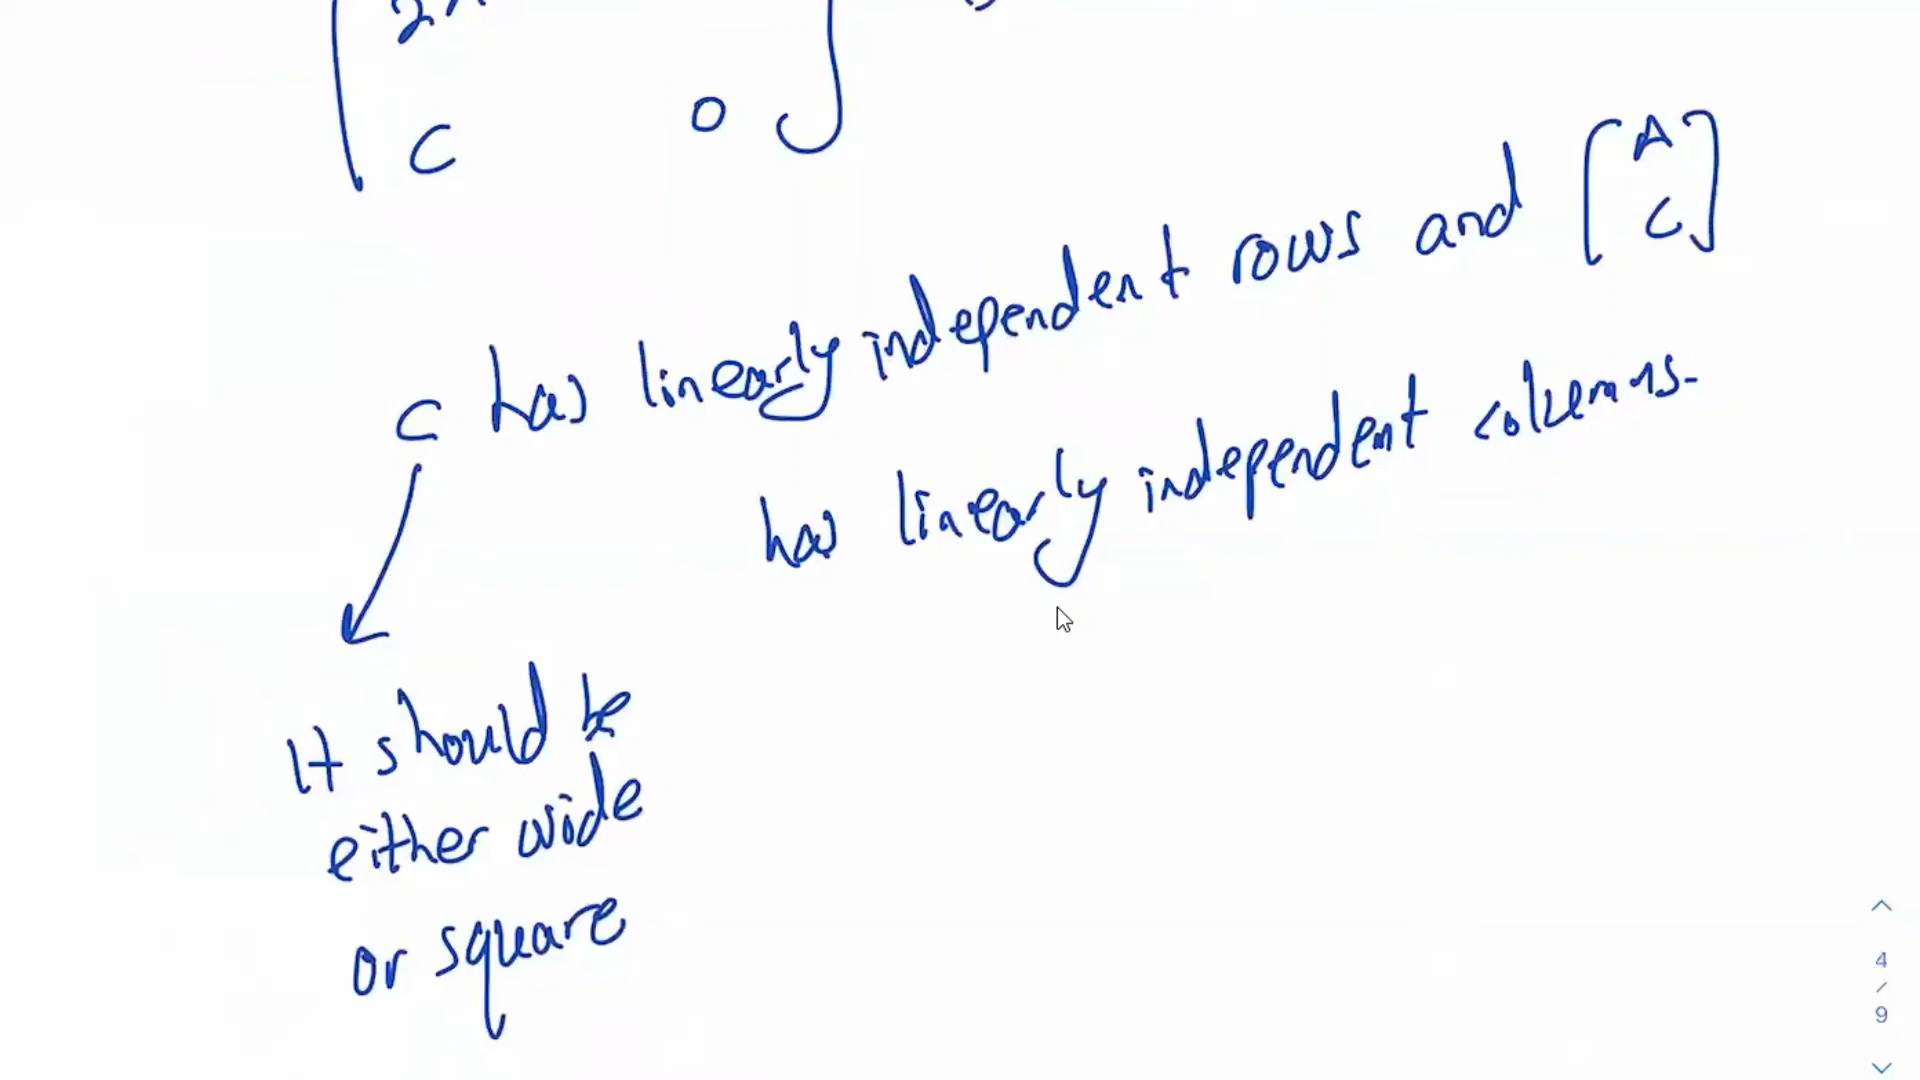 C 0
C has linearly independent rows and [A
C]
has linearly independent columns.
It should be
either wide
or square
4
/
9